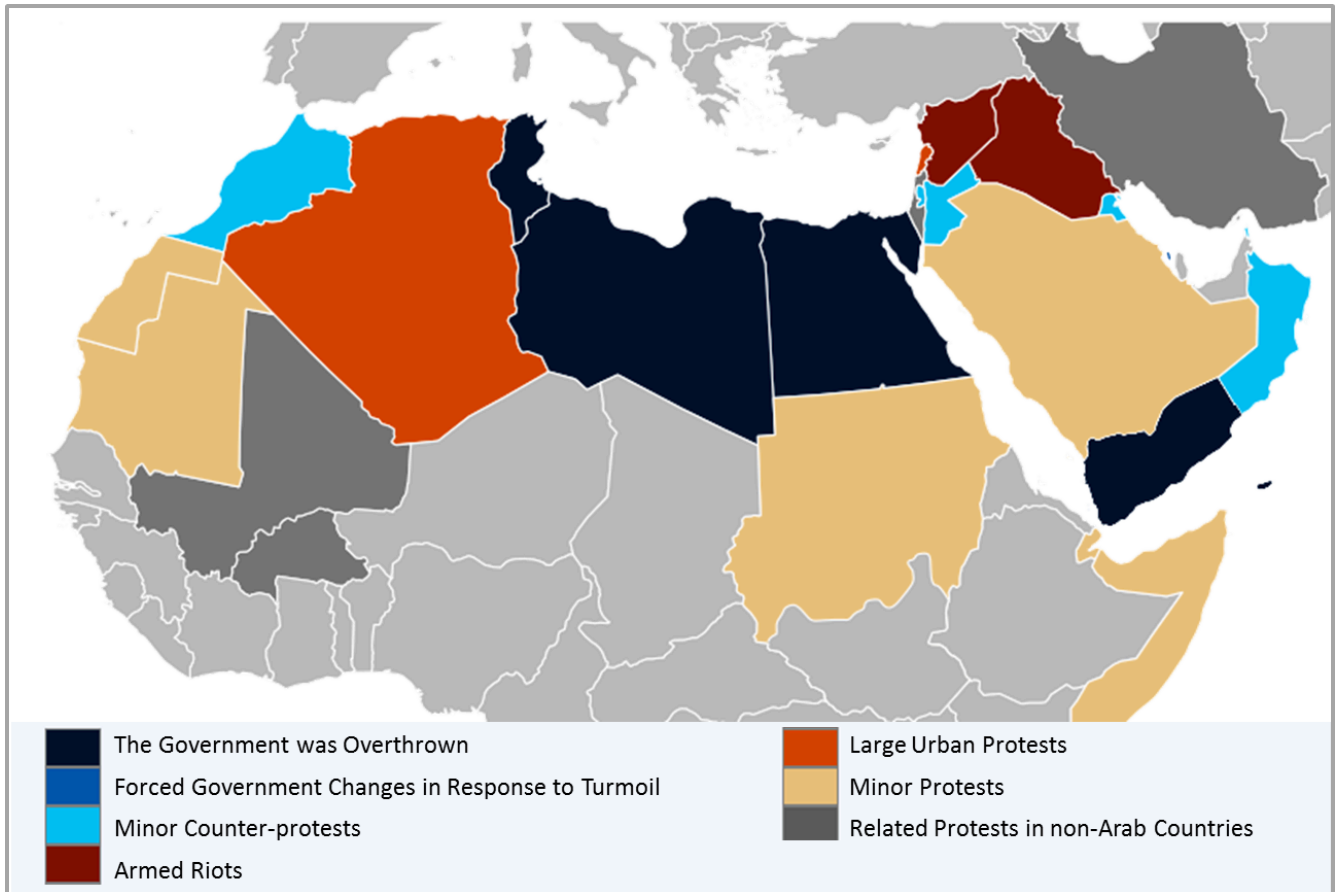 The Government was Overthrown
Forced Government Changes in Response to Turmoil
Minor Counter-protests
Armed Riots
Large Urban Protests
Minor Protests
Related Protests in non-Arab Countries